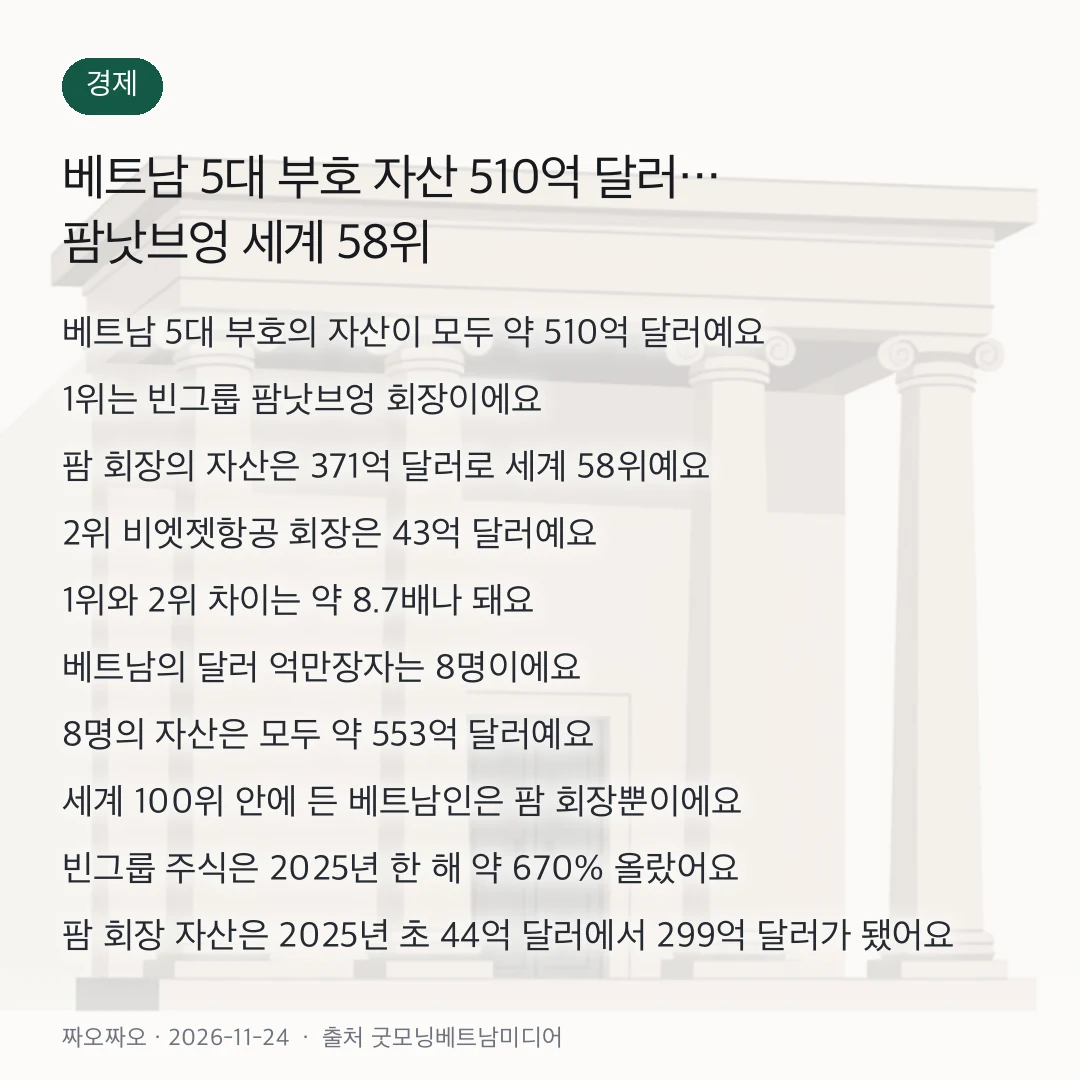 경제
베트남 5대 부호 자산 510억 달러…
팜낫브엉 세계 58위
베트남 5대 부호의 자산이 모두 약 510억 달러예요
1위는 빈그룹 팜낫브엉 회장이에요
팜 회장의 자산은 371억 달러로 세계 58위예요
2위 비엣젯항공 회장은 43억 달러예요
1위와 2위 차이는 약 8.7배나 돼요
베트남의 달러 억만장자는 8명이에요
8명의 자산은 모두 약 553억 달러예요
세계 100위 안에 든 베트남인은 팜 회장뿐이에요
빈그룹 주식은 2025년 한 해 약 670% 올랐어요
팜 회장 자산은 2025년 초 44억 달러에서 299억 달러가 됐어요
짜오짜오 · 2026-11-24 · 출처 굿모닝베트남미디어